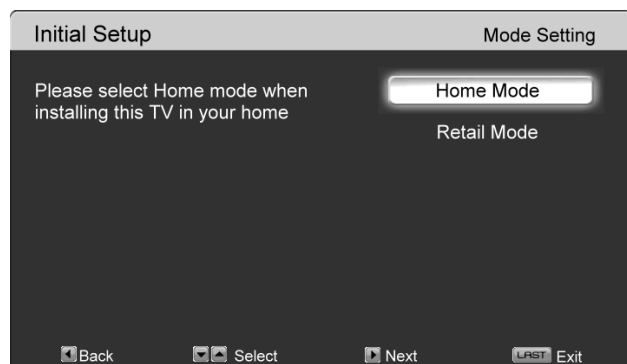 Initial Setup
Mode Setting
Please select Home mode when
installing this TV in your home
Home Mode
Retail Mode
Back Select Next LAST Exit